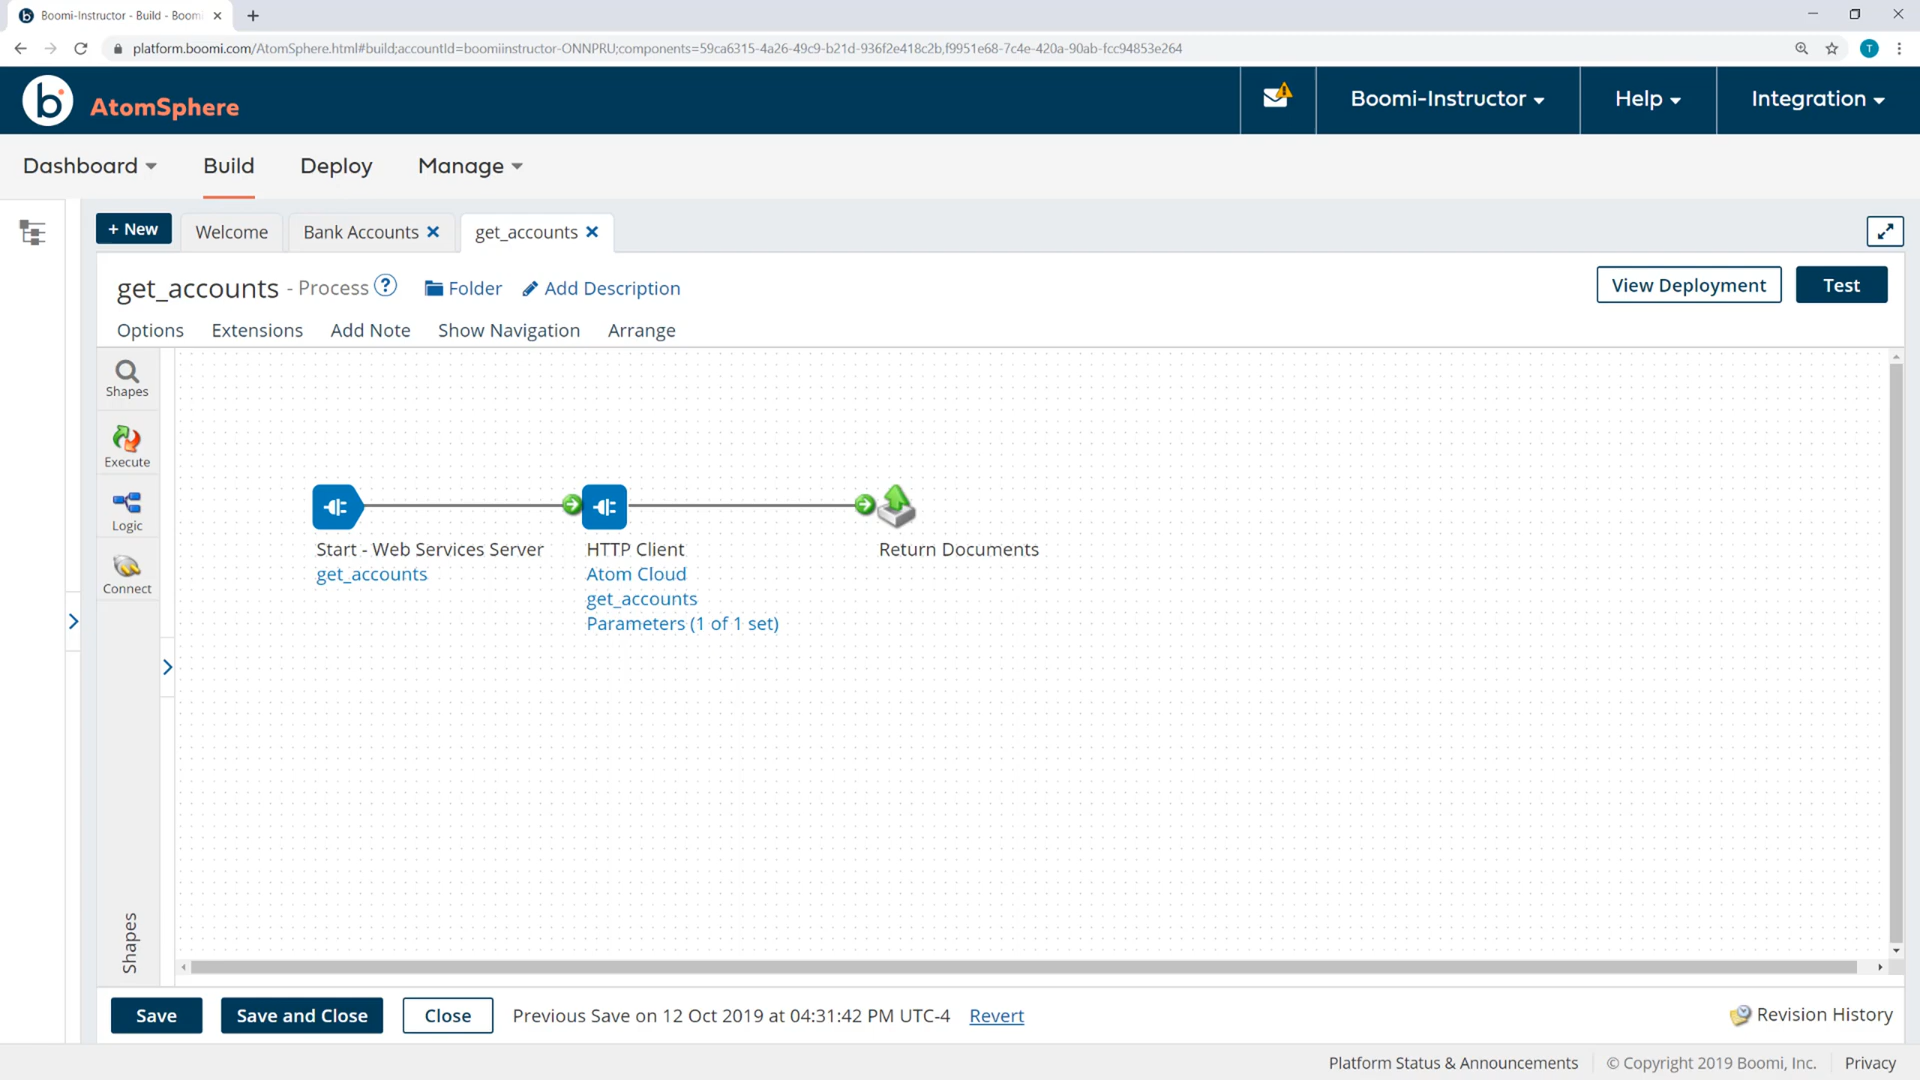 Boomi-Instructor - Build - Boomi
platform.boomi.com/AtomSphere.html#build;accountId=boomiinstructor-ONNPRU;components=59ca6315-4a26-49c9-b21d-936f2e418c2b,f9951e68-7c4e-420a-90ab-fcc94853e264
T
b AtomSphere
Boomi-Instructor
Help
Integration
Dashboard
Build
Deploy
Manage
+ New
Welcome
Bank Accounts
get_accounts
get_accounts - Process ?
Folder
Add Description
View Deployment
Test
Options
Extensions
Add Note
Show Navigation
Arrange
Shapes
Execute
Logic
Connect
Start - Web Services Server
get_accounts
HTTP Client
Atom Cloud
get_accounts
Parameters (1 of 1 set)
Return Documents
Shapes
Save
Save and Close
Close
Previous Save on 12 Oct 2019 at 04:31:42 PM UTC-4
Revert
Revision History
Platform Status & Announcements
© Copyright 2019 Boomi, Inc.
Privacy